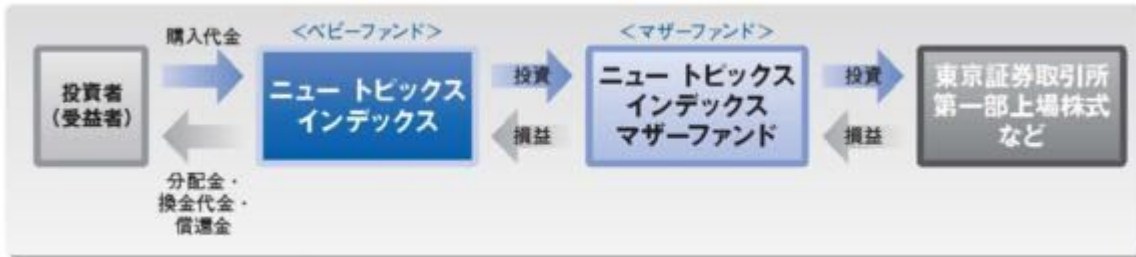 購入代金
<ベビーファンド>
<マザーファンド>
投資者
(受益者)
ニュー トピックス
インデックス
投資
損益
ニュー トピックス
インデックス
マザーファンド
投資
損益
東京証券取引所
第一部上場株式
など
分配金・
換金代金・
償還金